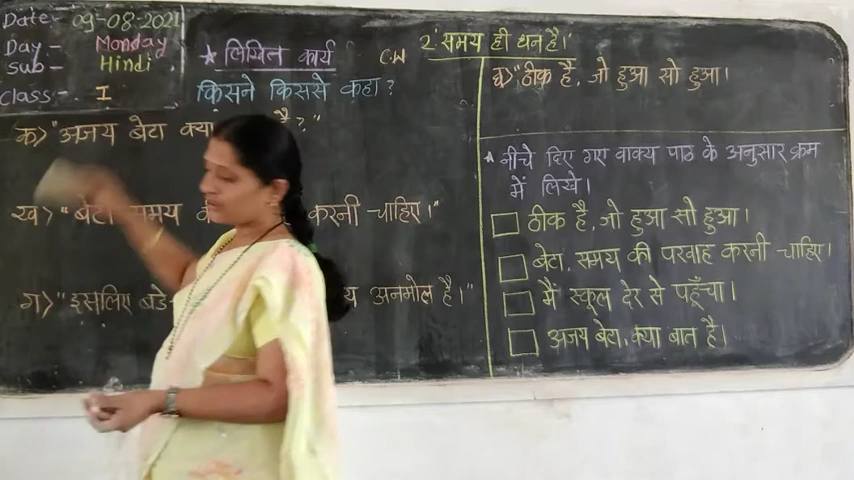 Date:- 09-08-2021
Day - Monday
Sub - Hindi
Class:- I
★ लिखित कार्य
C.W
2 समय ही धन है।
किसने किससे कहा ?
क> "अजय बेटा क्या है ?"
ख> "बेटा समय करनी चाहिए।"
ग> "इसलिए बडे अनमोल है।"
घ> "ठीक है, जो हुआ सो हुआ।
★ नीचे दिए गए वाक्य पाठ के अनुसार क्रम
में लिखे।
ठीक है, जो हुआ सो हुआ।
बेटा, समय की परवाह करनी चाहिए।
मैं स्कूल देर से पहुँचा।
अजय बेटा, क्या बात है।